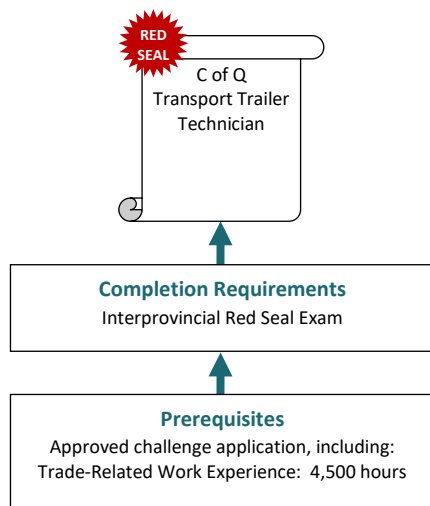 RED
SEAL
C of Q
Transport Trailer
Technician
Completion Requirements
Interprovincial Red Seal Exam
Prerequisites
Approved challenge application, including:
Trade-Related Work Experience:  4,500 hours